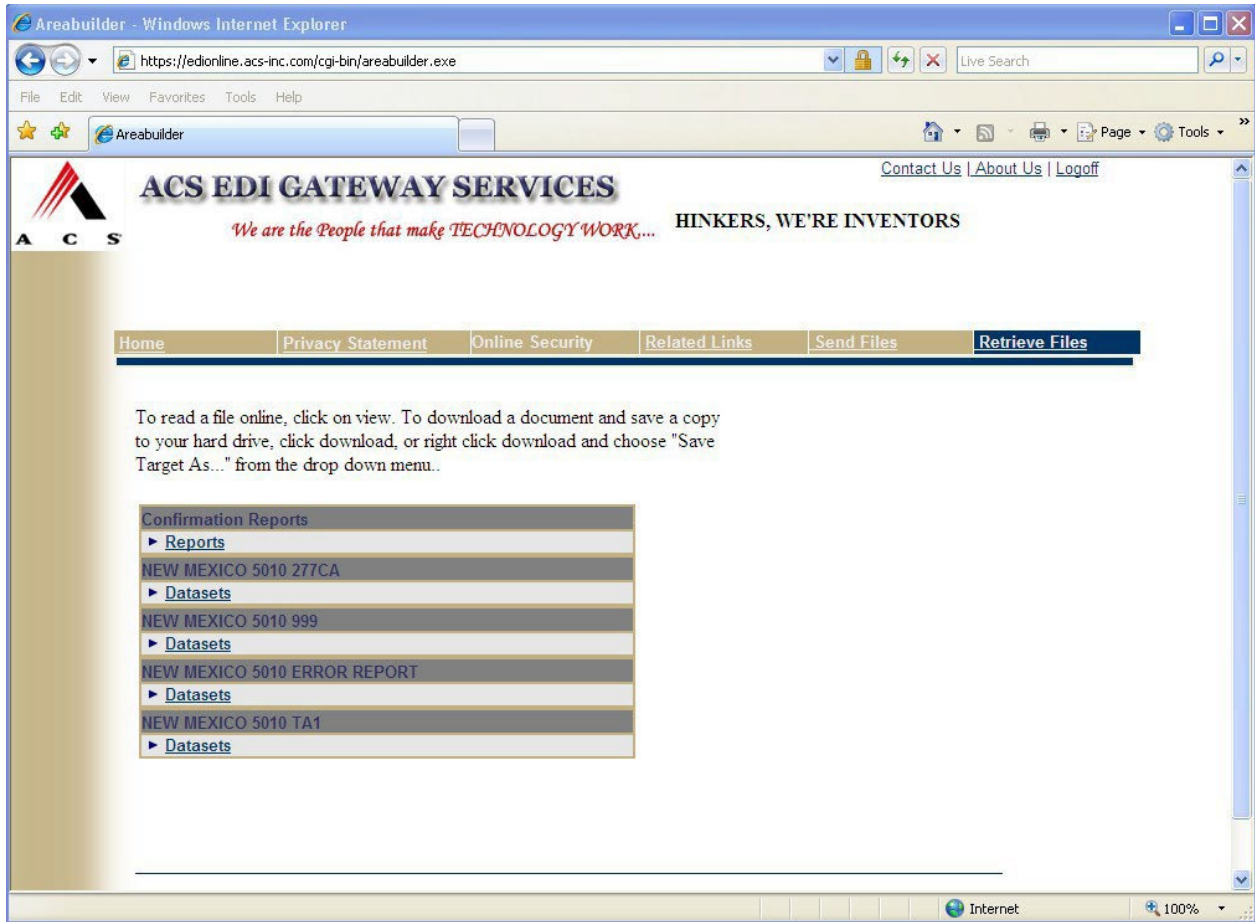 Areabuilder - Windows Internet Explorer
https://edionline.acs-inc.com/cgi-bin/areabuilder.exe
Live Search
File Edit View Favorites Tools Help
Areabuilder
Page Tools
Contact Us | About Us | Logoff
ACS EDI GATEWAY SERVICES
We are the People that make TECHNOLOGY WORK,...
HINKERS, WE'RE INVENTORS
A C S
Home Privacy Statement Online Security Related Links Send Files Retrieve Files
To read a file online, click on view. To download a document and save a copy
to your hard drive, click download, or right click download and choose "Save
Target As..." from the drop down menu..
Confirmation Reports
Reports
NEW MEXICO 5010 277CA
Datasets
NEW MEXICO 5010 999
Datasets
NEW MEXICO 5010 ERROR REPORT
Datasets
NEW MEXICO 5010 TA1
Datasets
Internet 100%